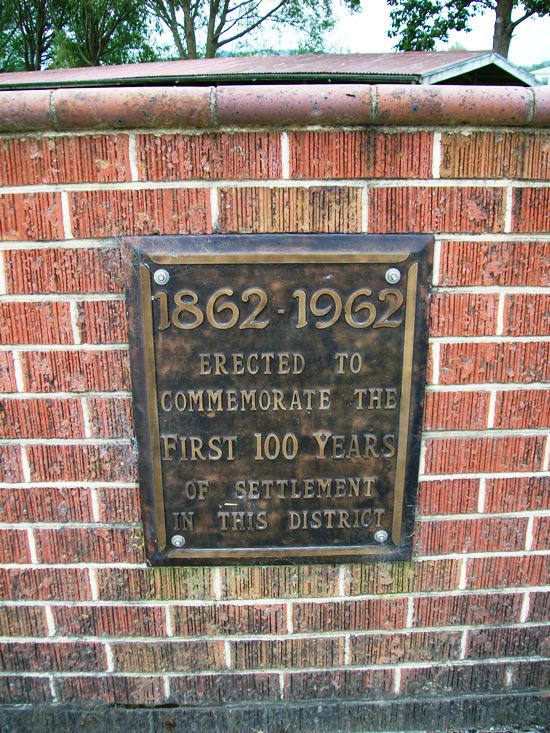 1862 - 1962
ERECTED TO
COMMEMORATE THE
FIRST 100 YEARS
OF SETTLEMENT
IN THIS DISTRICT